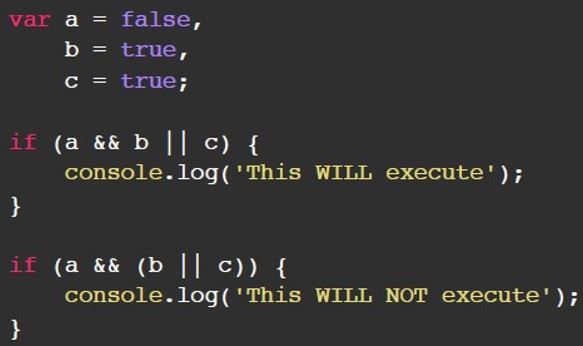 var a = false,
    b = true,
    c = true;

if (a && b || c) {
    console.log('This WILL execute');
}

if (a && (b || c)) {
    console.log('This WILL NOT execute');
}